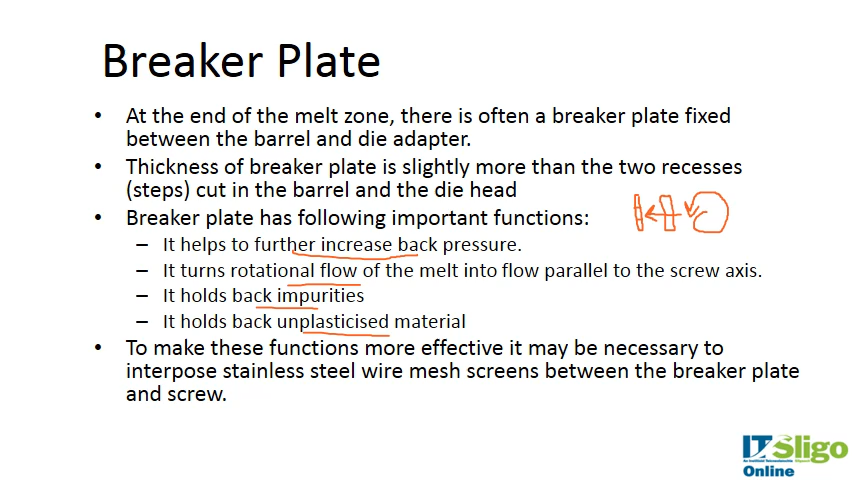 Breaker Plate
• At the end of the melt zone, there is often a breaker plate fixed
between the barrel and die adapter.
• Thickness of breaker plate is slightly more than the two recesses
(steps) cut in the barrel and the die head
• Breaker plate has following important functions:
– It helps to further increase back pressure.
– It turns rotational flow of the melt into flow parallel to the screw axis.
– It holds back impurities
– It holds back unplasticised material
• To make these functions more effective it may be necessary to
interpose stainless steel wire mesh screens between the breaker plate
and screw.
IT Sligo
Online